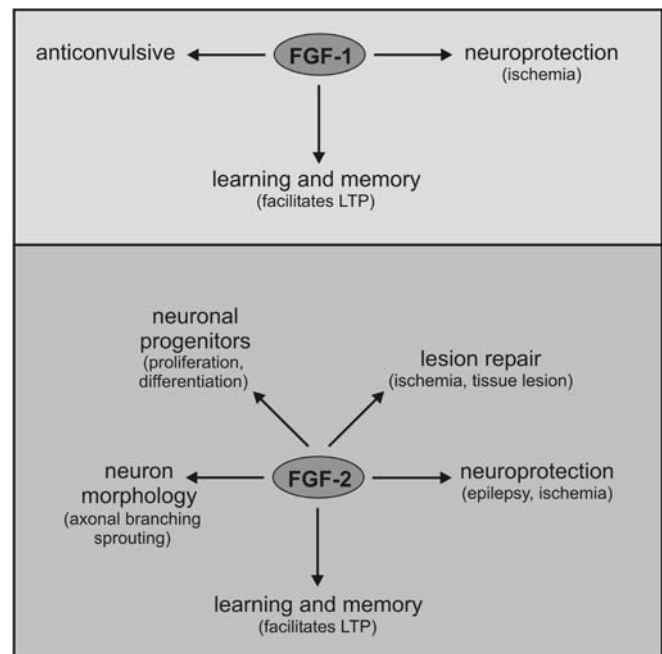 anticonvulsive
FGF-1
neuroprotection
(ischemia)
learning and memory
(facilitates LTP)
neuronal
progenitors
(proliferation,
differentiation)
lesion repair
(ischemia, tissue lesion)
neuron
morphology
(axonal branching
sprouting)
FGF-2
neuroprotection
(epilepsy, ischemia)
learning and memory
(facilitates LTP)